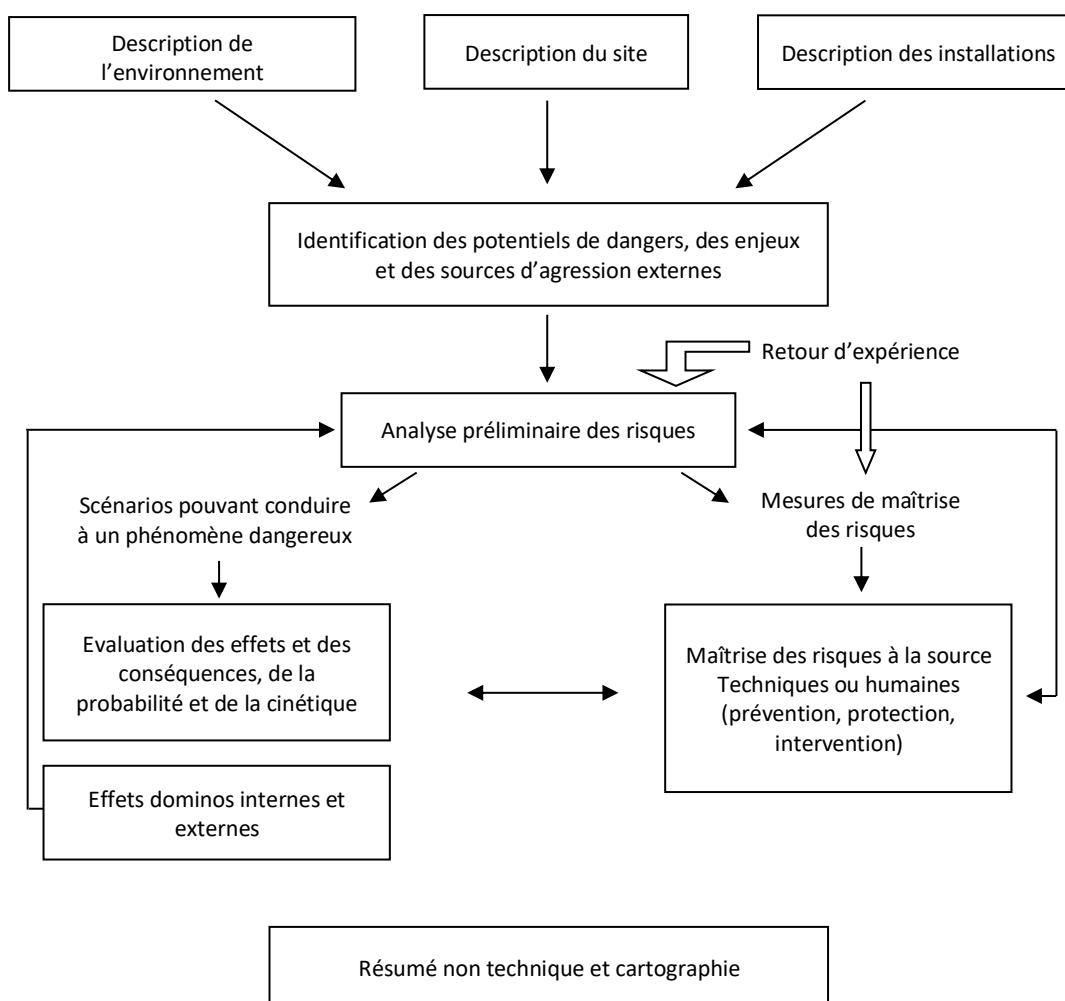 Description de
l'environnement
Description du site
Description des installations
Identification des potentiels de dangers, des enjeux
et des sources d'agression externes
Retour d'expérience
Analyse préliminaire des risques
Scénarios pouvant conduire
à un phénomène dangereux
Mesures de maîtrise
des risques
Evaluation des effets et des
conséquences, de la
probabilité et de la cinétique
Maîtrise des risques à la source
Techniques ou humaines
(prévention, protection,
intervention)
Effets dominos internes et
externes
Résumé non technique et cartographie